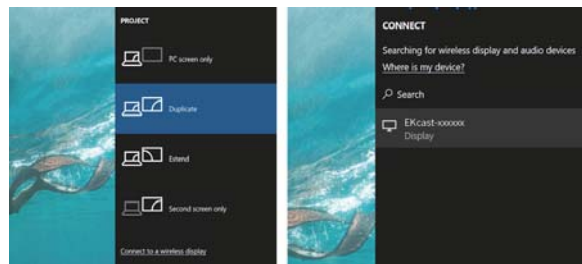 PROJECT
PC screen only
Duplicate
Extend
Second screen only
Connect to a wireless display
CONNECT
Searching for wireless display and audio devices
Where is my device?
Search
EKcast-xxxxxx
Display